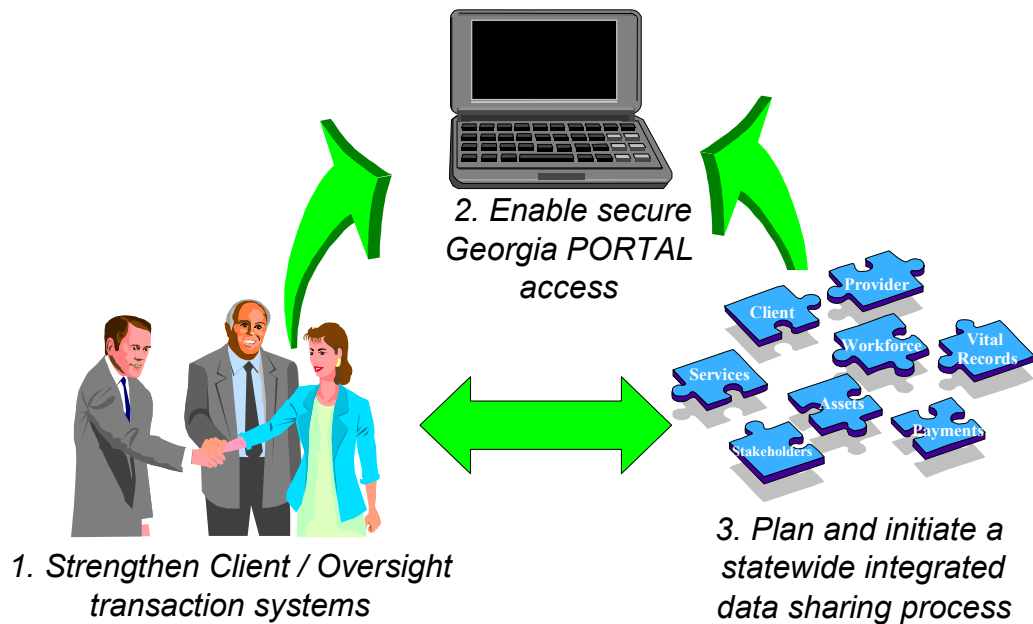 2. Enable secure
Georgia PORTAL
access
Provider
Client
Workforce
Vital
Records
Services
Assets
Payments
Stakeholders
1. Strengthen Client / Oversight
transaction systems
3. Plan and initiate a
statewide integrated
data sharing process